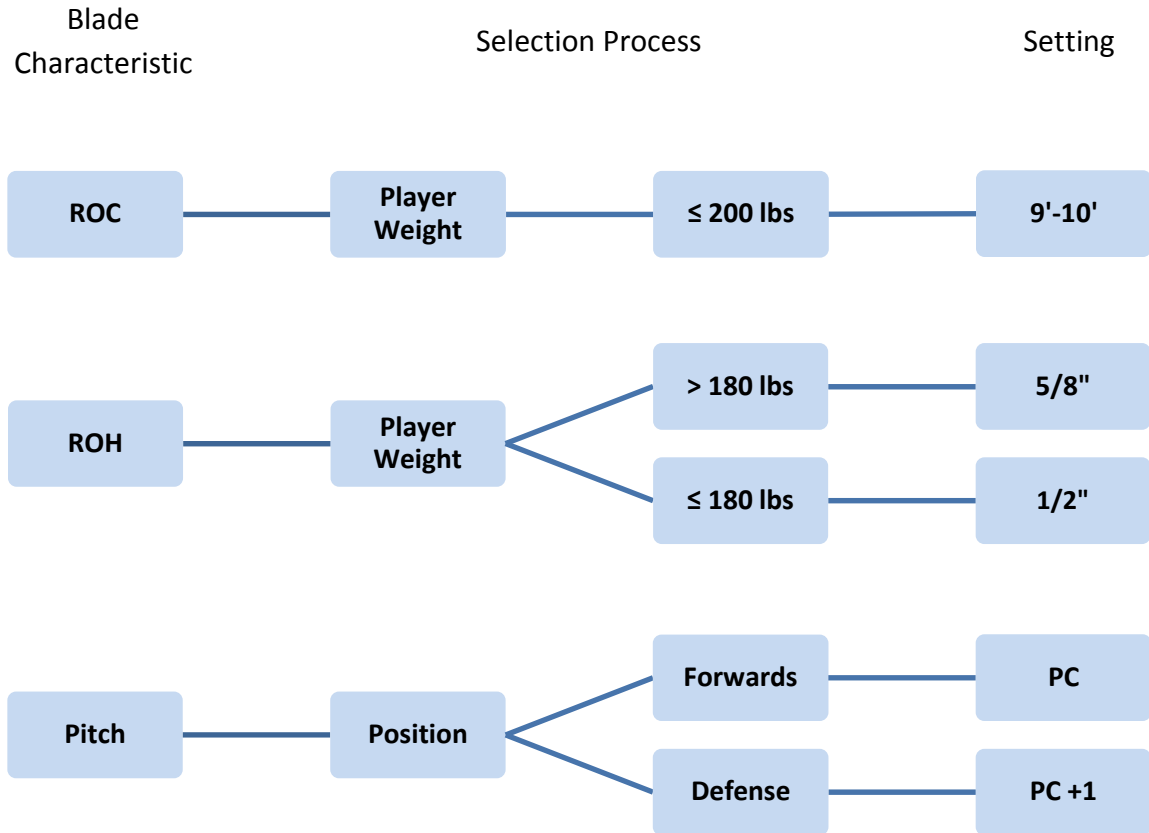 Blade
Characteristic
Selection Process
Setting
ROC
Player
Weight
≤ 200 lbs
9'-10'
ROH
Player
Weight
> 180 lbs
5/8"
≤ 180 lbs
1/2"
Pitch
Position
Forwards
PC
Defense
PC +1